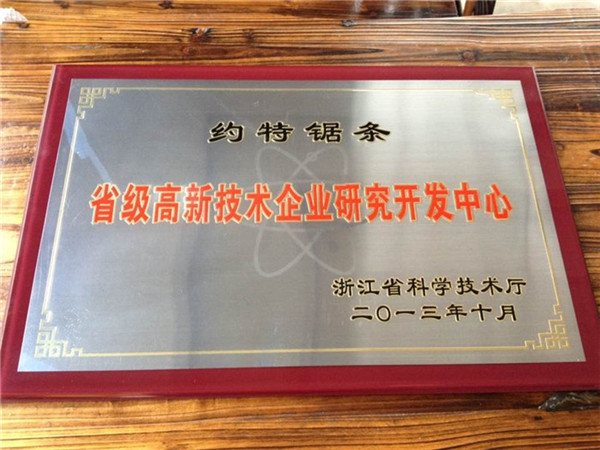 约特锯条
省级高新技术企业研究开发中心
浙江省科学技术厅
二〇一三年十月